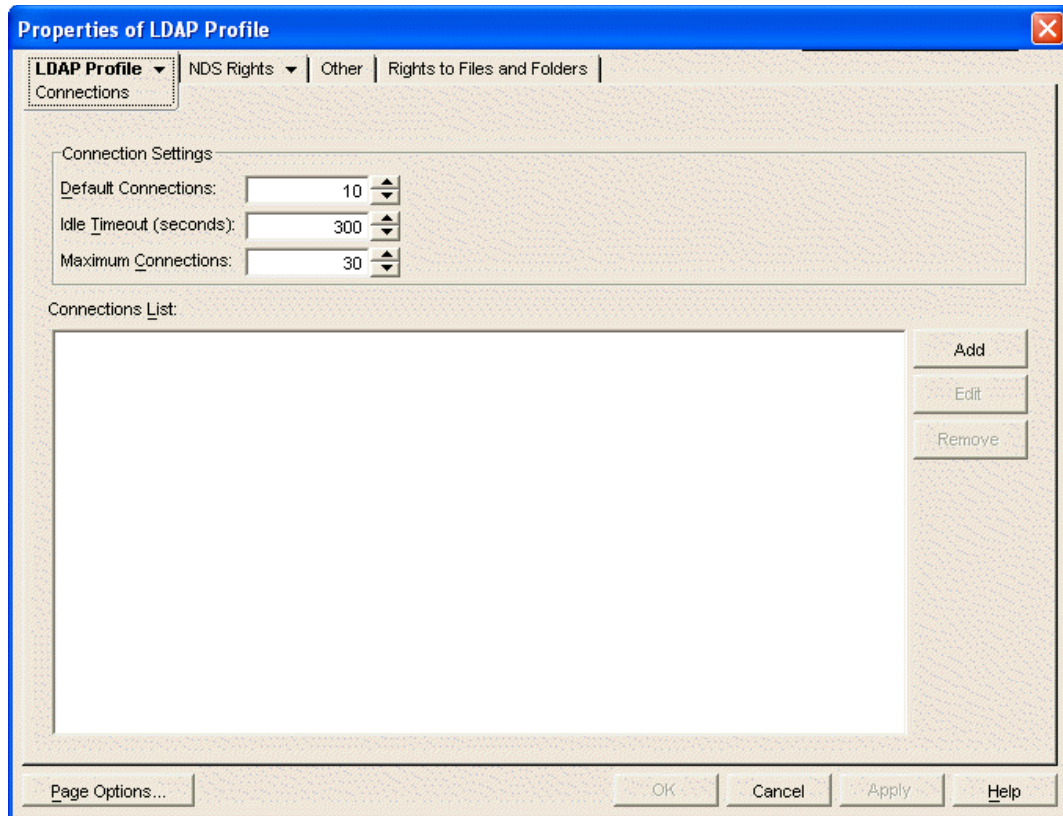 Properties of LDAP Profile
LDAP Profile NDS Rights Other Rights to Files and Folders
Connections
Connection Settings
Default Connections: 10
Idle Timeout (seconds): 300
Maximum Connections: 30
Connections List:
Add
Edit
Remove
Page Options... OK Cancel Apply Help